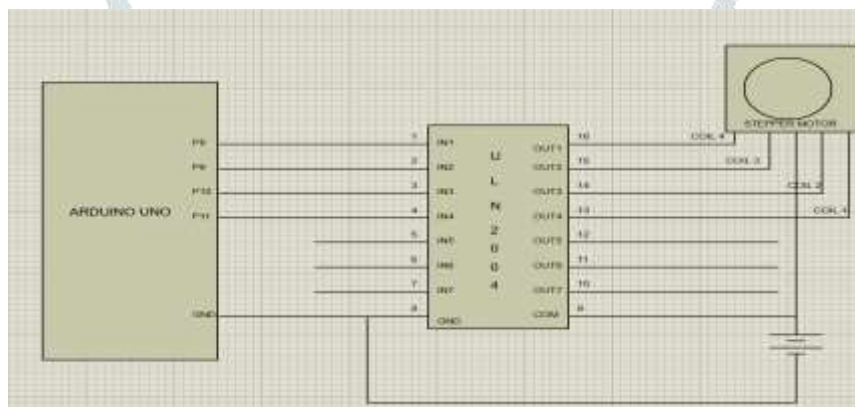 STEPPER MOTOR
COIL 4
COIL 3
COIL 2
COIL 1
ARDUINO UNO
P8
P9
P10
P11
GND
1
2
3
4
5
6
7
8
IN1
IN2
IN3
IN4
IN5
IN6
IN7
GND
U
L
N
2
0
0
4
OUT1
OUT2
OUT3
OUT4
OUT5
OUT6
OUT7
COM
16
15
14
13
12
11
10
9